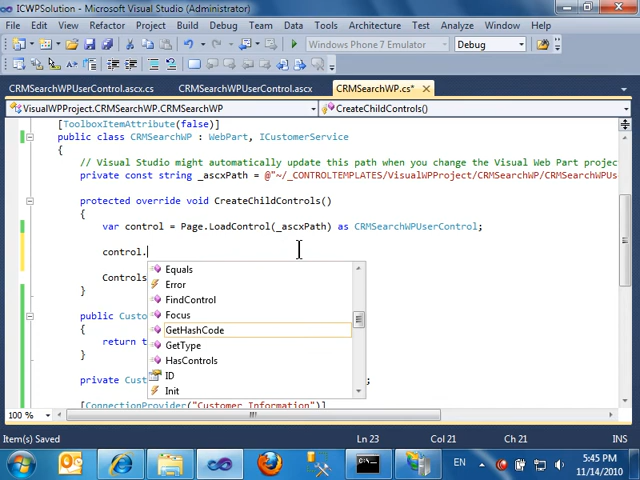 ICWPSolution - Microsoft Visual Studio (Administrator)
File Edit View Refactor Project Build Debug Team Data Tools Architecture Test Analyze Window Help
Windows Phone 7 Emulator Debug
CRMSearchWPUserControl.ascx.cs CRMSearchWPUserControl.ascx CRMSearchWP.cs*
VisualWPProject.CRMSearchWP.CRMSearchWP CreateChildControls()
[ToolboxItemAttribute(false)]
public class CRMSearchWP : WebPart, ICustomerService
{
// Visual Studio might automatically update this path when you change the Visual Web Part projec
private const string _ascxPath = @"~/_CONTROLTEMPLATES/VisualWPProject/CRMSearchWP/CRMSearchWPUs
protected override void CreateChildControls()
{
var control = Page.LoadControl(_ascxPath) as CRMSearchWPUserControl;
control.
Equals
Error
FindControl
Focus
GetHashCode
GetType
HasControls
ID
Init
Controls
}
public Custo
{
return t
}
private Cust ;
[ConnectionProvider("Customer Information")]
100 %
Item(s) Saved Ln 23 Col 21 Ch 21 INS
EN 5:45 PM
11/14/2010